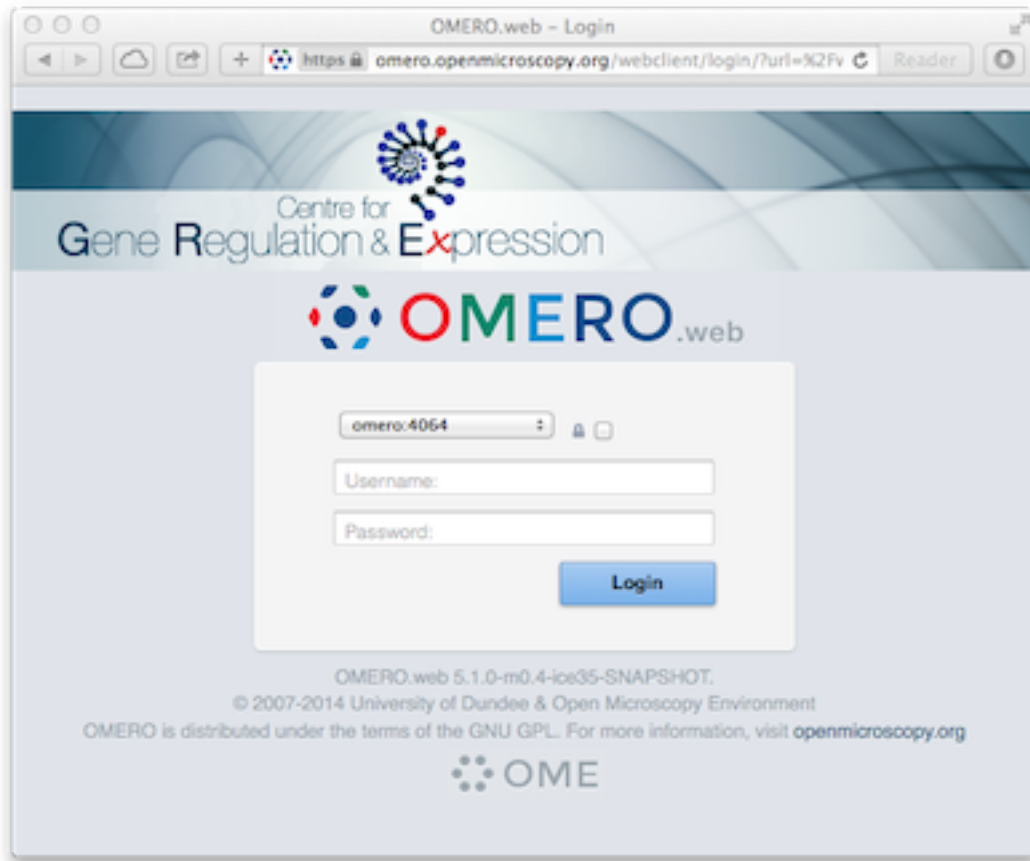 OMERO.web – Login
https omero.openmicroscopy.org/webclient/login/?url=%2Fv Reader
Centre for
Gene Regulation & Expression
OMERO.web
omero:4064
Username:
Password:
Login
OMERO.web 5.1.0-m0.4-ice35-SNAPSHOT.
© 2007-2014 University of Dundee & Open Microscopy Environment
OMERO is distributed under the terms of the GNU GPL. For more information, visit openmicroscopy.org
OME